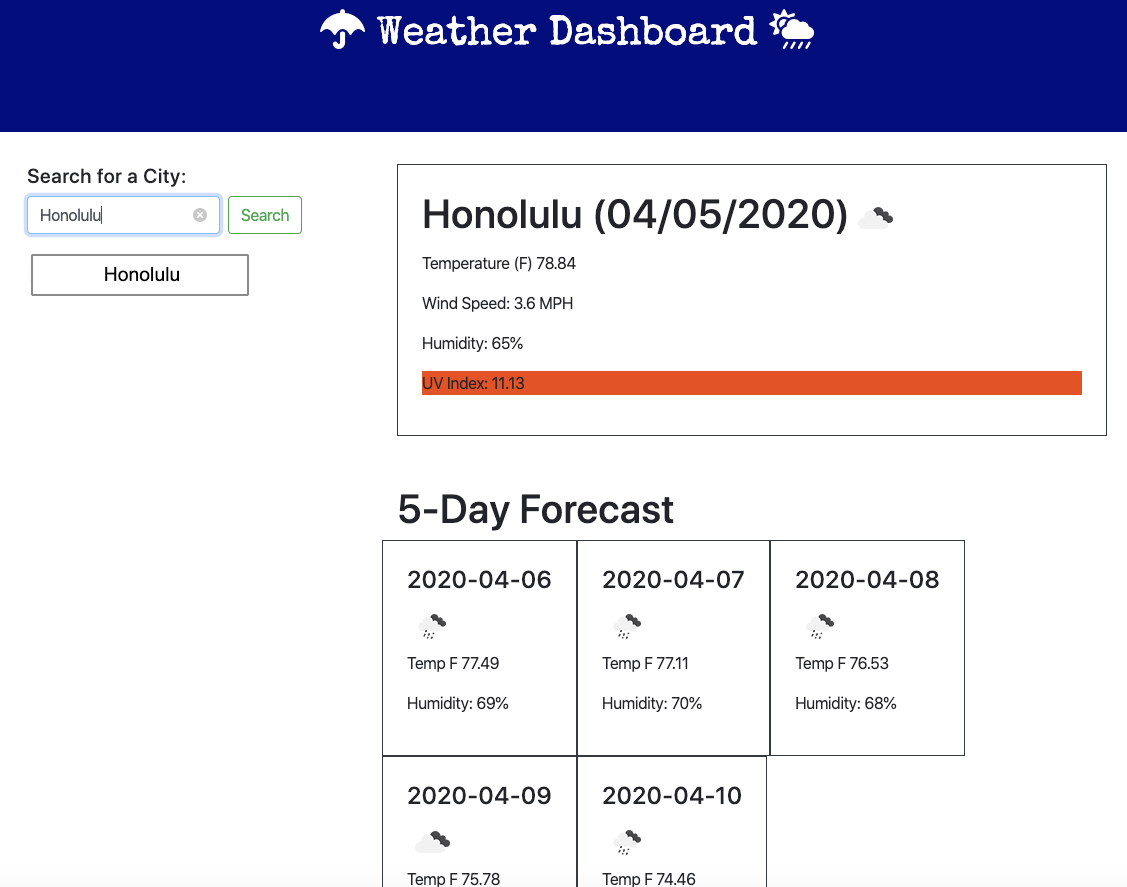 Weather Dashboard
Search for a City:
Honolulu
Search
Honolulu
Honolulu (04/05/2020)
Temperature (F) 78.84
Wind Speed: 3.6 MPH
Humidity: 65%
UV Index: 11.13
5-Day Forecast
2020-04-06
Temp F 77.49
Humidity: 69%
2020-04-07
Temp F 77.11
Humidity: 70%
2020-04-08
Temp F 76.53
Humidity: 68%
2020-04-09
Temp F 75.78
2020-04-10
Temp F 74.46